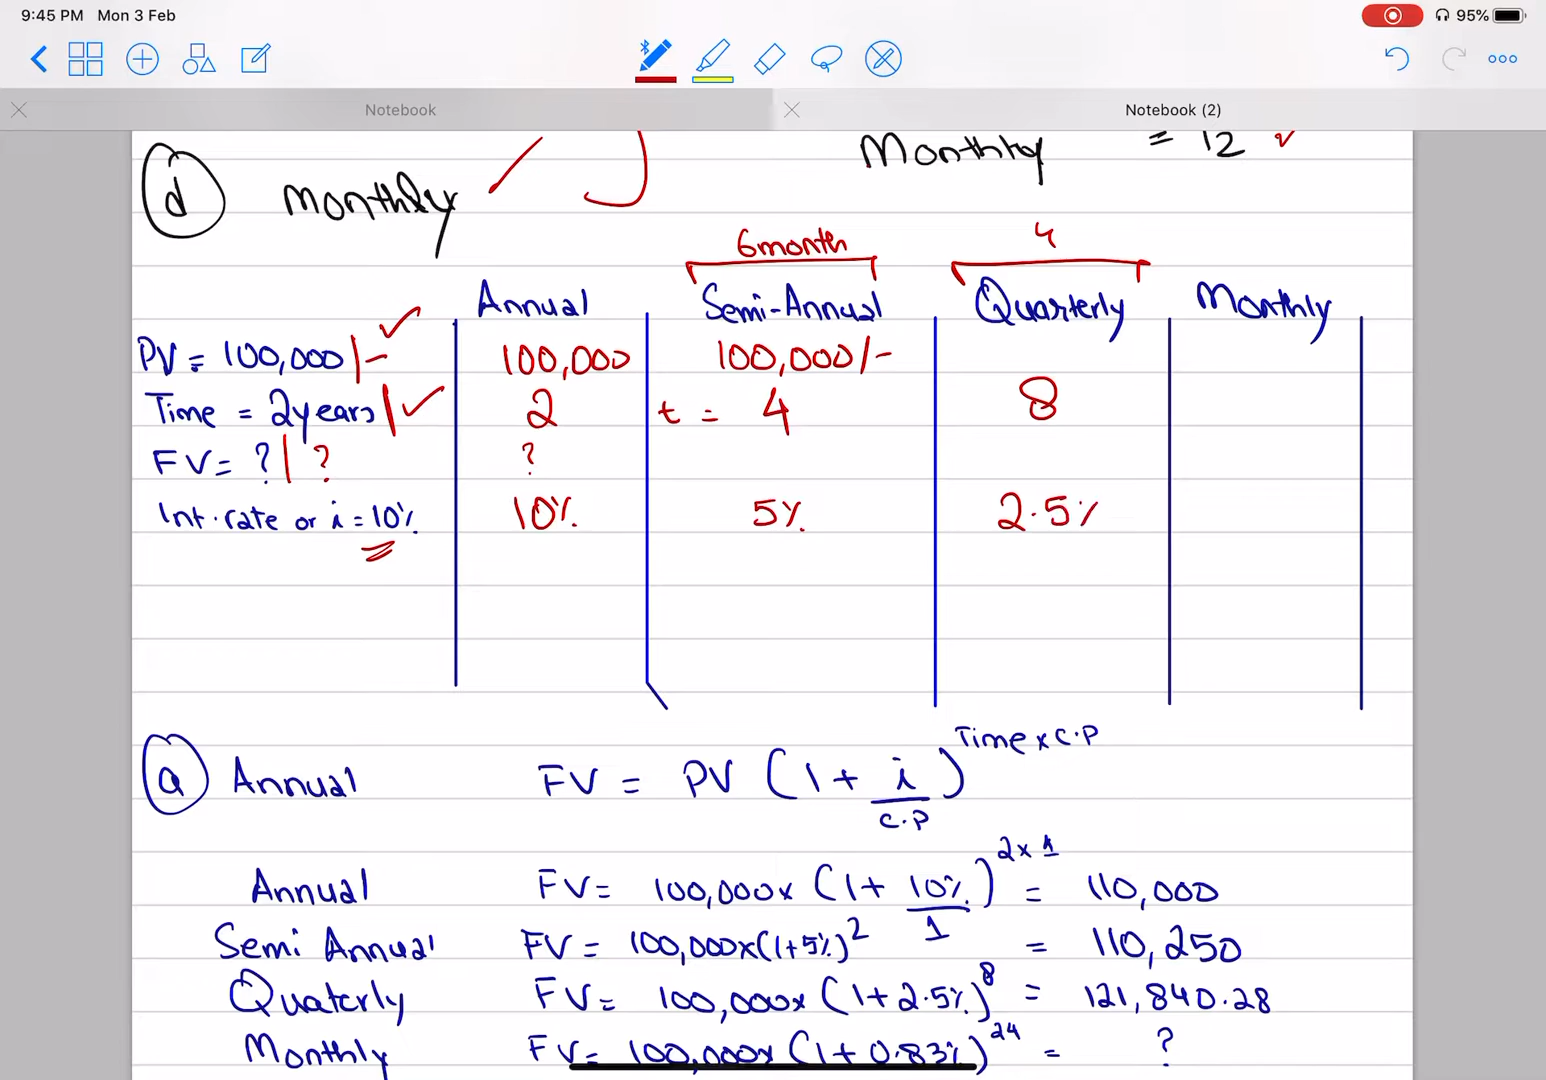 9:45 PM Mon 3 Feb
95%
Notebook
Notebook (2)
Monthly = 12
d Monthly
6month
4
Annual Semi-Annual Quarterly Monthly
PV = 100,000/- 100,000 100,000/-
Time = 2years 2 t = 4 8
FV = ? ? ?
Int. rate or i = 10% 10% 5% 2.5%
a Annual FV = PV (1 + i/c.p)^Time x c.p
Annual FV = 100,000x (1 + 10%/1)^2x1 = 110,000
Semi Annual FV = 100,000x(1+5%)^2 = 110,250
Quaterly FV = 100,000x (1+2.5%)^8 = 121,840.28
Monthly FV = 100,000x (1+0.83%)^24 = ?